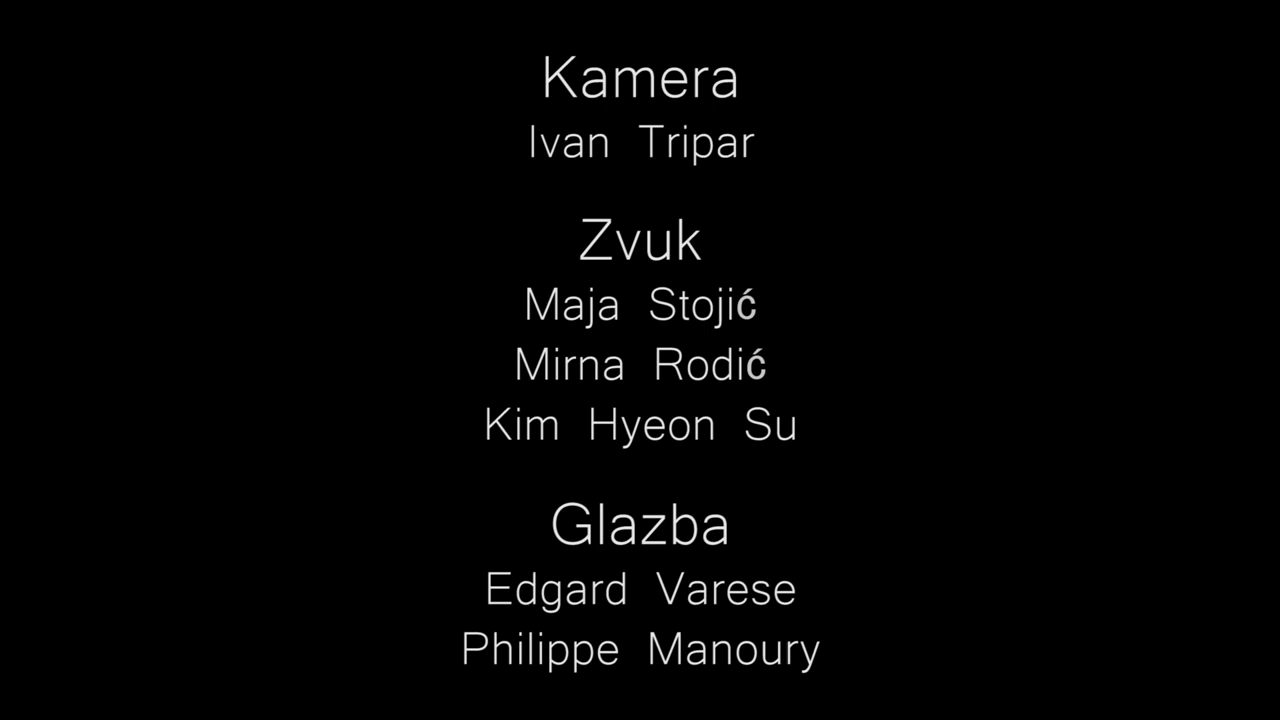 Kamera
Ivan Tripar
Zvuk
Maja Stojić
Mirna Rodić
Kim Hyeon Su
Glazba
Edgard Varese
Philippe Manoury